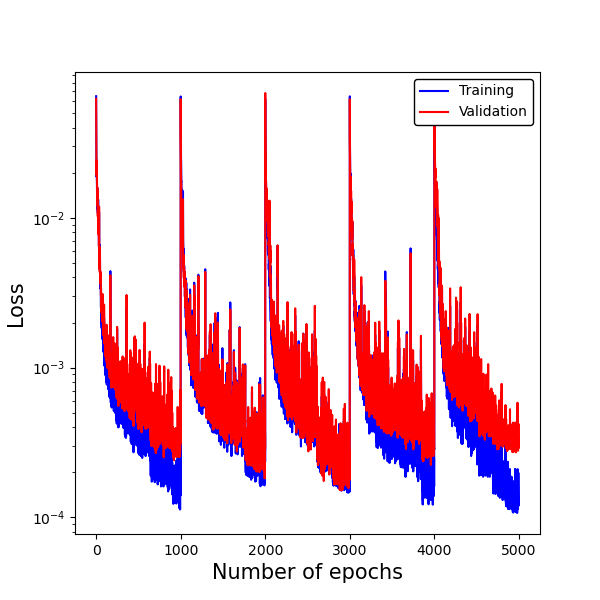 Training
Validation
Loss
10⁻²
10⁻³
10⁻⁴
0 1000 2000 3000 4000 5000
Number of epochs